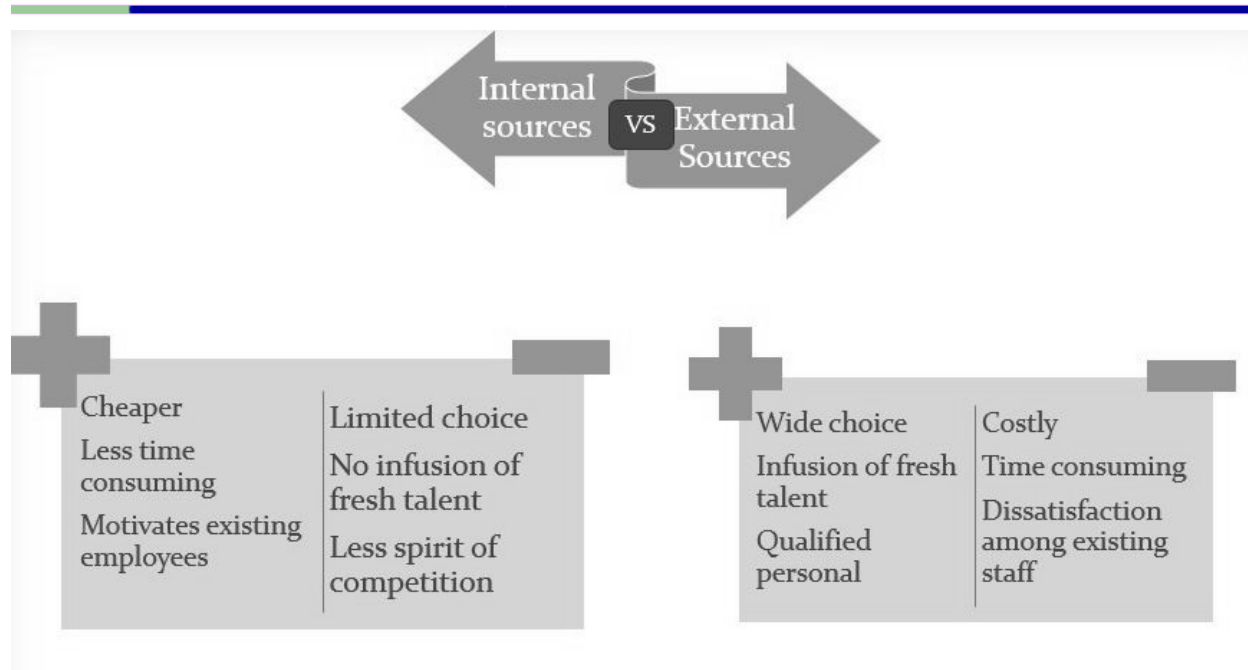 Internal
sources
VS
External
Sources
Cheaper
Less time
consuming
Motivates existing
employees
Limited choice
No infusion of
fresh talent
Less spirit of
competition
Wide choice
Infusion of fresh
talent
Qualified
personal
Costly
Time consuming
Dissatisfaction
among existing
staff